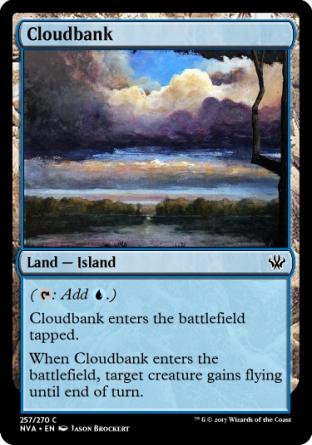 Cloudbank
Land — Island
( : Add .)
Cloudbank enters the battlefield
tapped.
When Cloudbank enters the
battlefield, target creature gains flying
until end of turn.
257/270 C
NVA • EN Jason Brockert
™ & © 2017 Wizards of the Coast